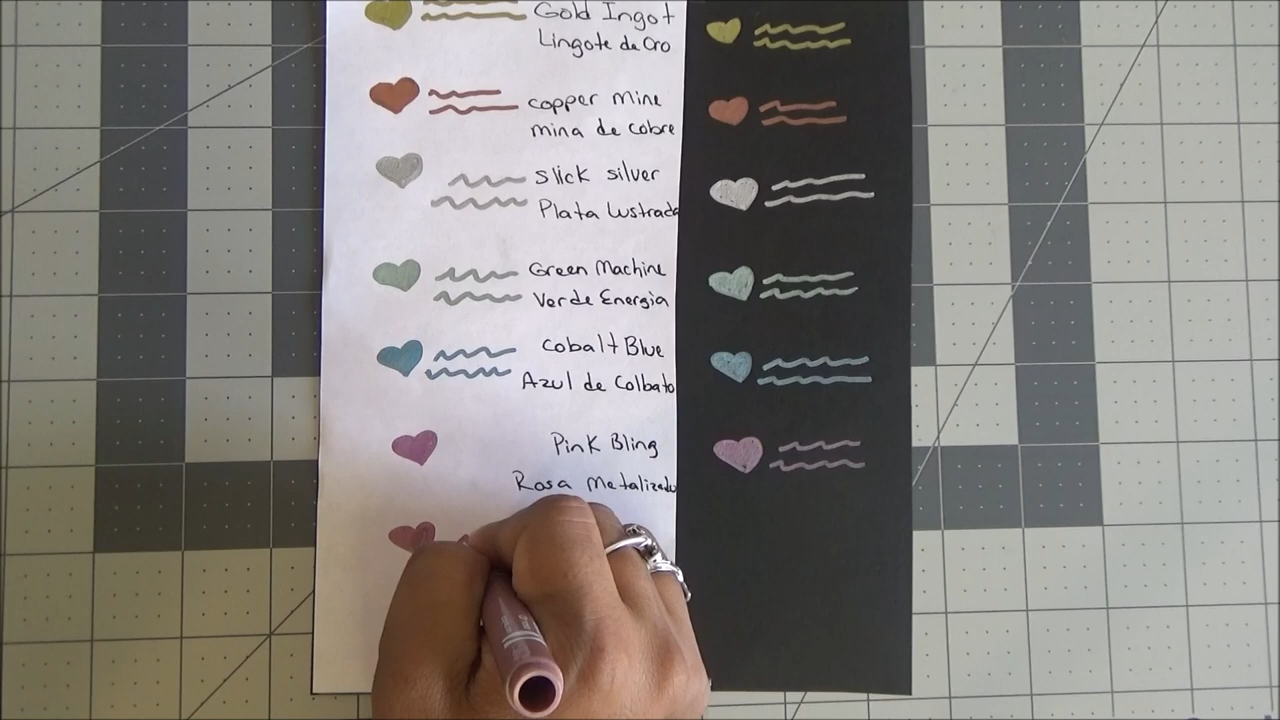 Gold Ingot
Lingote de Oro
copper mine
mina de cobre
slick silver
Plata Lustrada
Green Machine
Verde Energia
Cobalt Blue
Azul de Colbato
Pink Bling
Rosa Metalizado